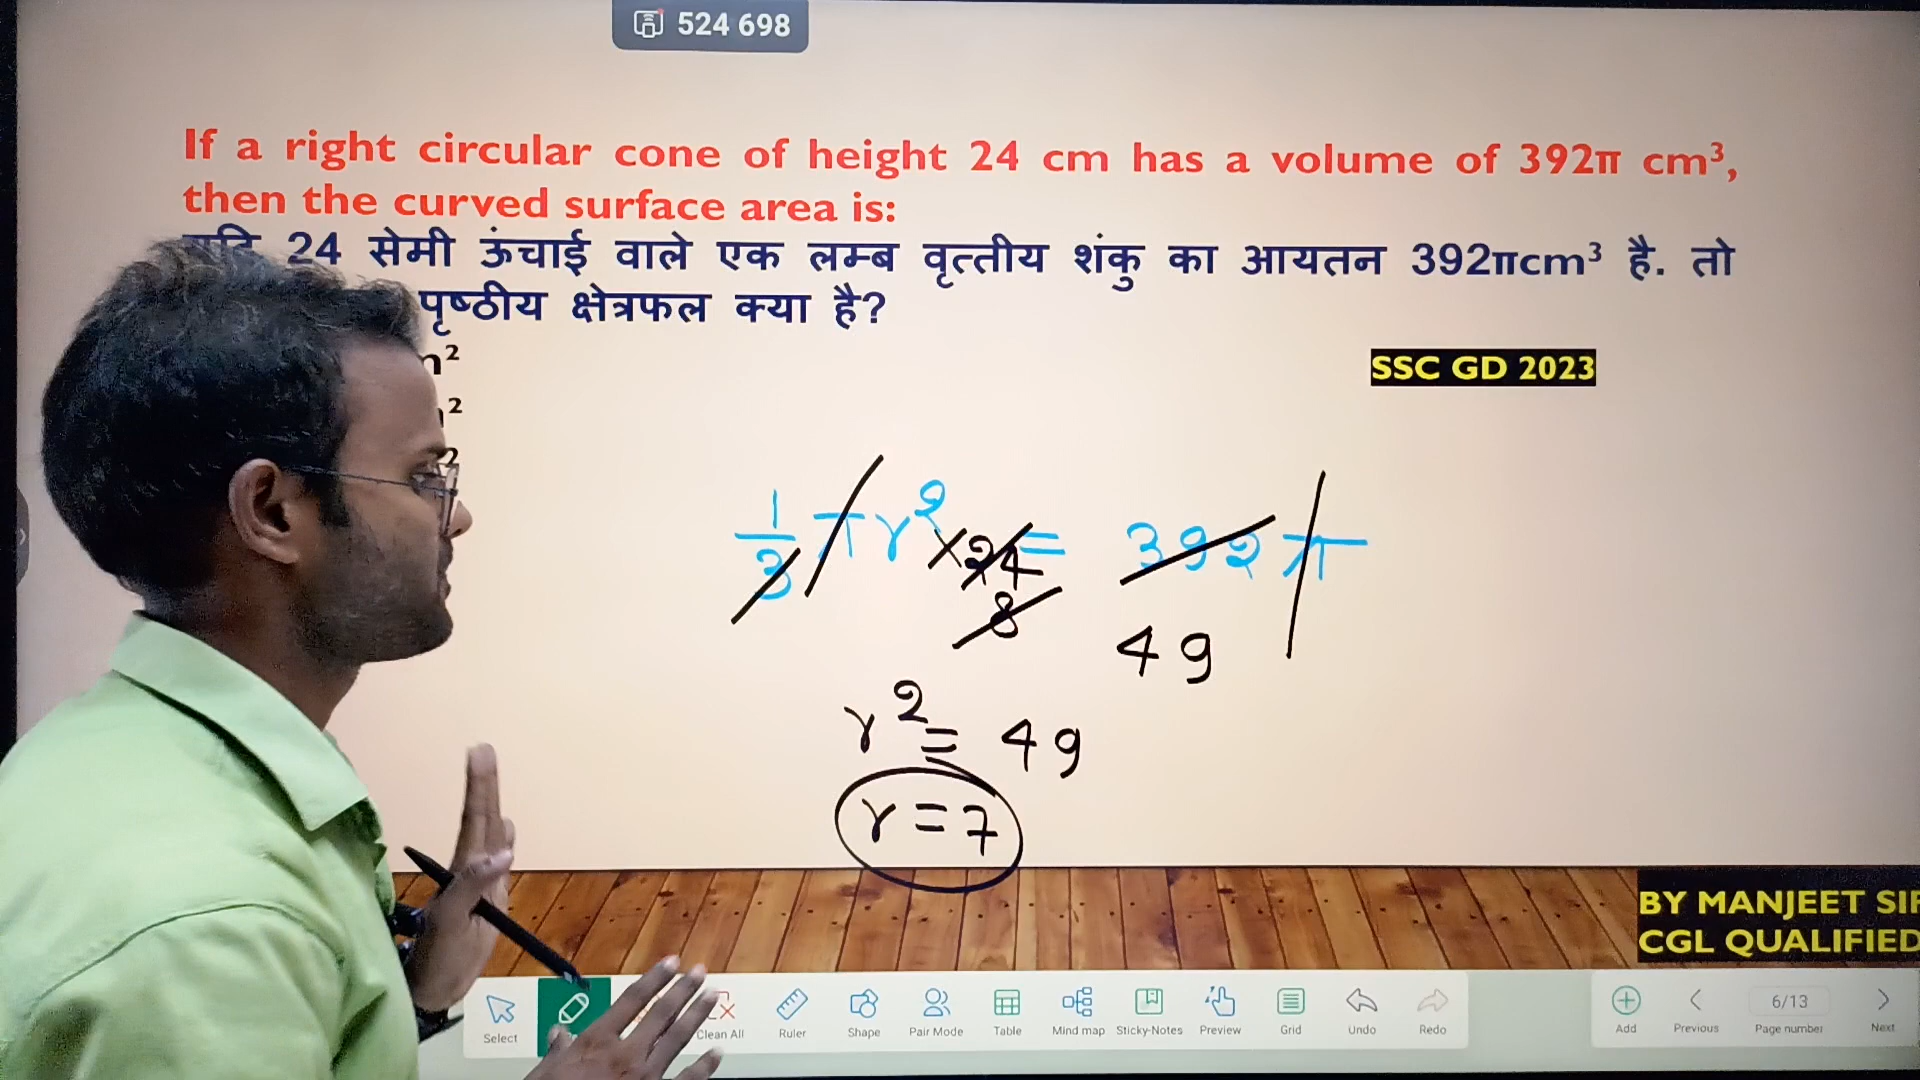 524 698
If a right circular cone of height 24 cm has a volume of 392π cm³,
then the curved surface area is:
24 सेमी ऊंचाई वाले एक लम्ब वृत्तीय शंकु का आयतन 392πcm³ है. तो
पृष्ठीय क्षेत्रफल क्या है?
SSC GD 2023
1/3 πr² ×24 = 392 π
8
49
r² = 49
r = 7
BY MANJEET SIR
CGL QUALIFIED
Select
Clean All
Ruler
Shape
Pair Mode
Table
Mind map
Sticky-Notes
Preview
Grid
Undo
Redo
Add
Previous
6/13
Page number
Next